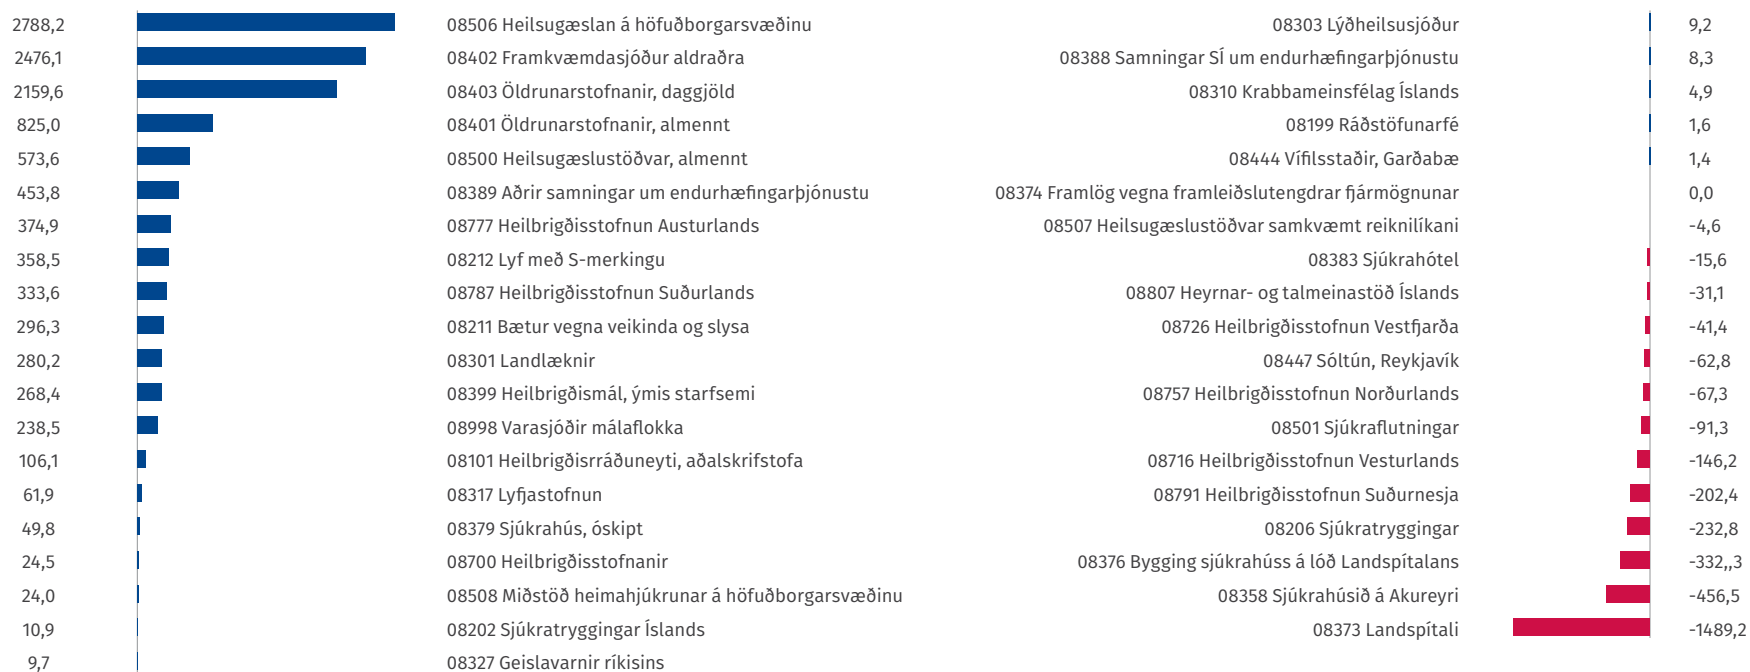 2788,2 08506 Heilsugæslan á höfuðborgarsvæðinu
2476,1 08402 Framkvæmdasjóður aldraðra
2159,6 08403 Öldrunarstofnanir, daggjöld
825,0 08401 Öldrunarstofnanir, almennt
573,6 08500 Heilsugæslustöðvar, almennt
453,8 08389 Aðrir samningar um endurhæfingarþjónustu
374,9 08777 Heilbrigðisstofnun Austurlands
358,5 08212 Lyf með S-merkingu
333,6 08787 Heilbrigðisstofnun Suðurlands
296,3 08211 Bætur vegna veikinda og slysa
280,2 08301 Landlæknir
268,4 08399 Heilbrigðismál, ýmis starfsemi
238,5 08998 Varasjóðir málaflokka
106,1 08101 Heilbrigðisrráðuneyti, aðalskrifstofa
61,9 08317 Lyfjastofnun
49,8 08379 Sjúkrahús, óskipt
24,5 08700 Heilbrigðisstofnanir
24,0 08508 Miðstöð heimahjúkrunar á höfuðborgarsvæðinu
10,9 08202 Sjúkratryggingar Íslands
9,7 08327 Geislavarnir ríkisins
08303 Lýðheilsusjóður 9,2
08388 Samningar SÍ um endurhæfingarþjónustu 8,3
08310 Krabbameinsfélag Íslands 4,9
08199 Ráðstöfunarfé 1,6
08444 Vífilsstaðir, Garðabæ 1,4
08374 Framlög vegna framleiðslutengdrar fjármögnunar 0,0
08507 Heilsugæslustöðvar samkvæmt reiknilíkani -4,6
08383 Sjúkrahótel -15,6
08807 Heyrnar- og talmeinastöð Íslands -31,1
08726 Heilbrigðisstofnun Vestfjarða -41,4
08447 Sóltún, Reykjavík -62,8
08757 Heilbrigðisstofnun Norðurlands -67,3
08501 Sjúkraflutningar -91,3
08716 Heilbrigðisstofnun Vesturlands -146,2
08791 Heilbrigðisstofnun Suðurnesja -202,4
08206 Sjúkratryggingar -232,8
08376 Bygging sjúkrahúss á lóð Landspítalans -332,,3
08358 Sjúkrahúsið á Akureyri -456,5
08373 Landspítali -1489,2